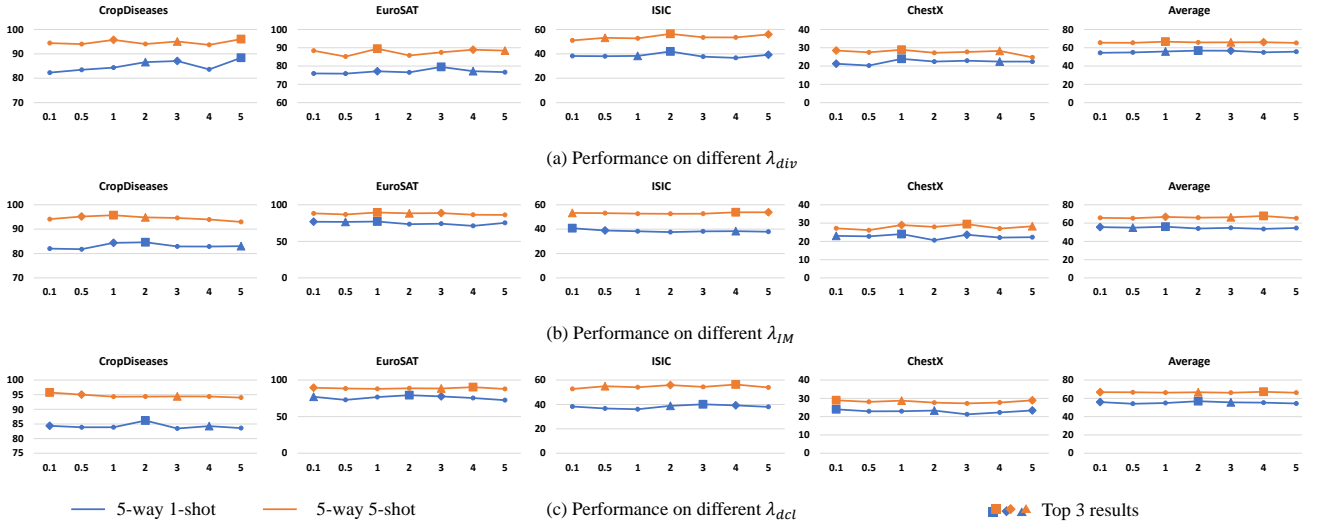 CropDiseases EuroSAT ISIC ChestX Average
100 90 80 70
0.1 0.5 1 2 3 4 5
100 90 80 70 60
0.1 0.5 1 2 3 4 5
60 40 20 0
0.1 0.5 1 2 3 4 5
40 30 20 10 0
0.1 0.5 1 2 3 4 5
100 80 60 40 20 0
0.1 0.5 1 2 3 4 5
(a) Performance on different λ_div
CropDiseases EuroSAT ISIC ChestX Average
100 90 80 70
0.1 0.5 1 2 3 4 5
100 50 0
0.1 0.5 1 2 3 4 5
60 40 20 0
0.1 0.5 1 2 3 4 5
40 30 20 10 0
0.1 0.5 1 2 3 4 5
80 60 40 20 0
0.1 0.5 1 2 3 4 5
(b) Performance on different λ_IM
CropDiseases EuroSAT ISIC ChestX Average
100 95 90 85 80 75
0.1 0.5 1 2 3 4 5
100 50 0
0.1 0.5 1 2 3 4 5
60 40 20 0
0.1 0.5 1 2 3 4 5
40 30 20 10 0
0.1 0.5 1 2 3 4 5
80 60 40 20 0
0.1 0.5 1 2 3 4 5
5-way 1-shot 5-way 5-shot (c) Performance on different λ_dcl Top 3 results